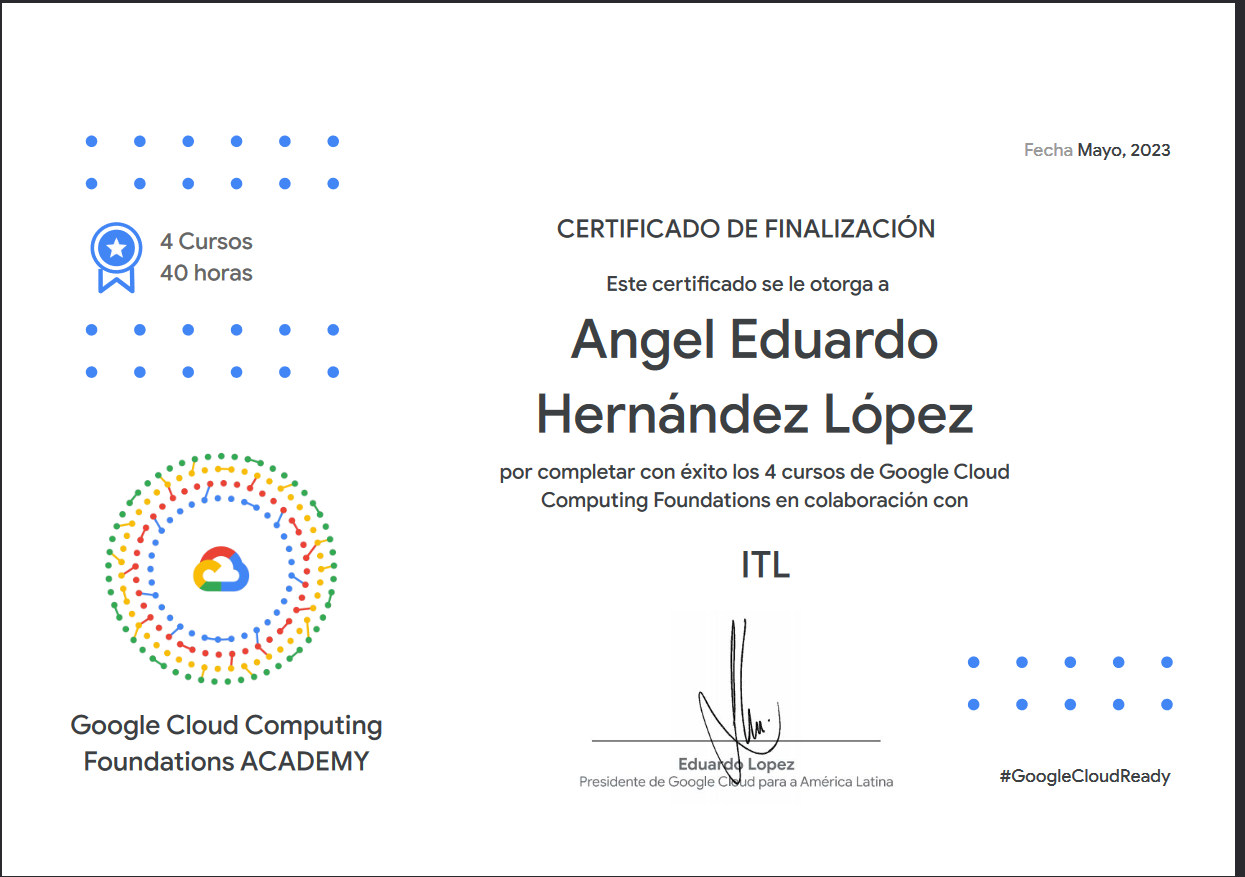 Fecha Mayo, 2023
4 Cursos
40 horas
CERTIFICADO DE FINALIZACIÓN
Este certificado se le otorga a
Angel Eduardo
Hernández López
por completar con éxito los 4 cursos de Google Cloud
Computing Foundations en colaboración con
ITL
Google Cloud Computing
Foundations ACADEMY
Eduardo Lopez
Presidente de Google Cloud para a América Latina
#GoogleCloudReady